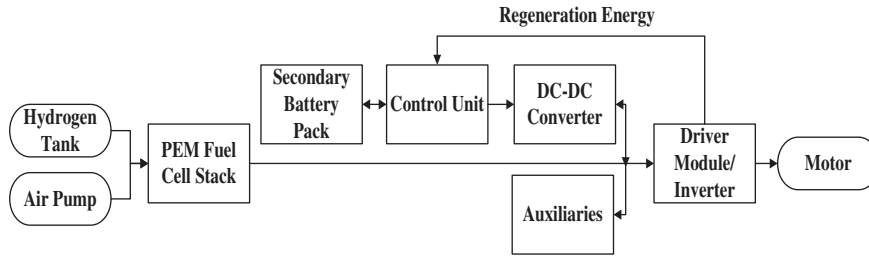 Regeneration Energy
Secondary
Battery
Pack
Control Unit
DC-DC
Converter
Hydrogen
Tank
Air Pump
PEM Fuel
Cell Stack
Auxiliaries
Driver
Module/
Inverter
Motor